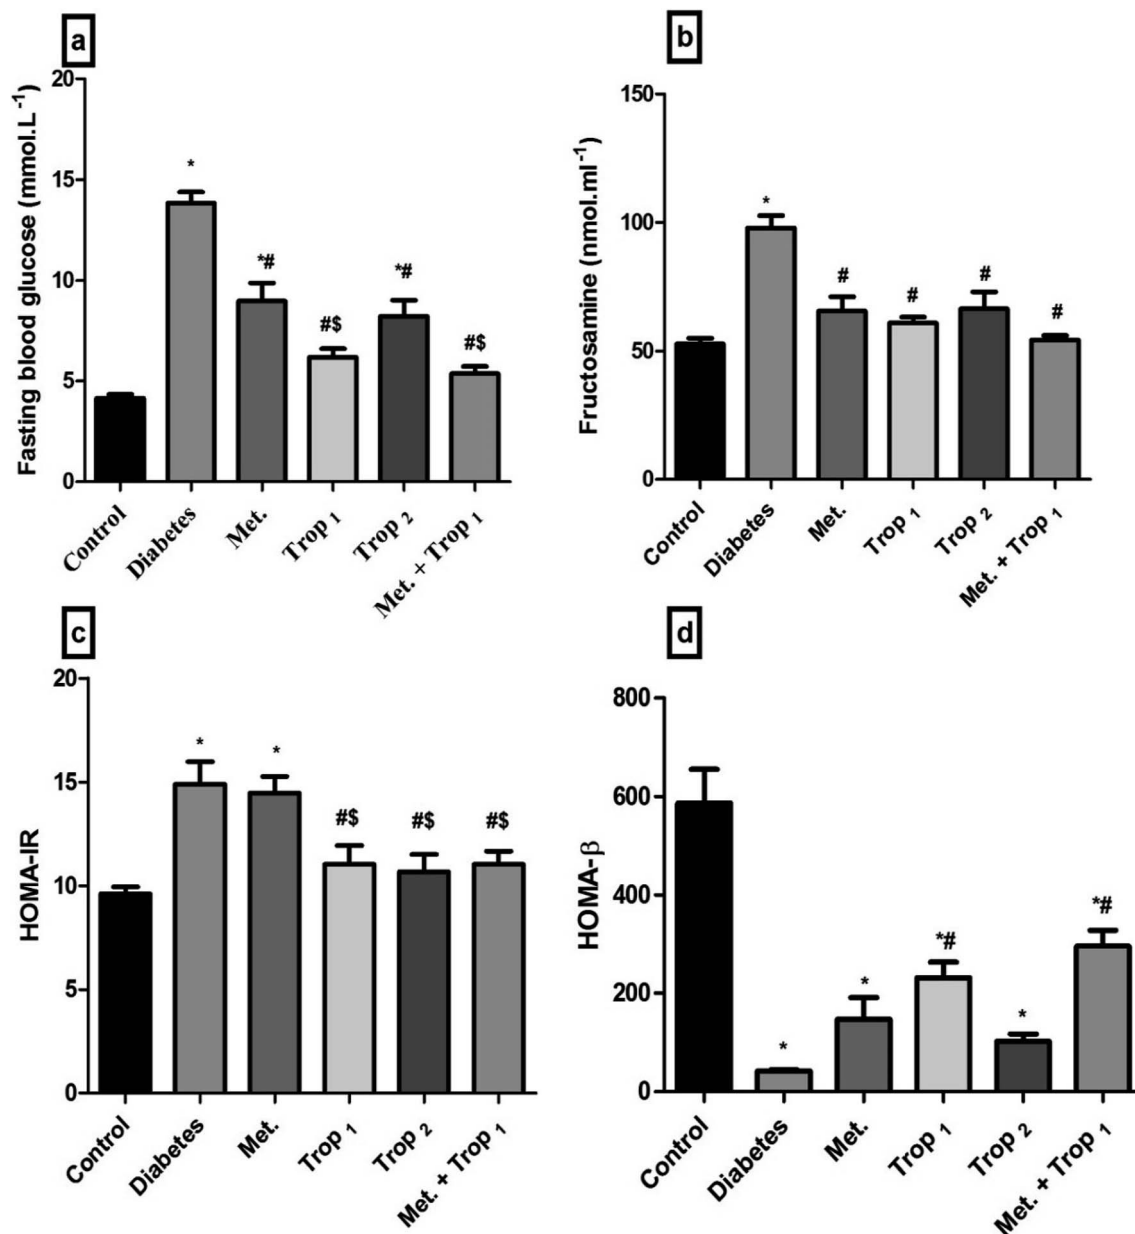 a
Fasting blood glucose (mmol.L⁻¹)
20
15
10
5
0
*
*#
#$
*#
#$
Control
Diabetes
Met.
Trop ₁
Trop ₂
Met. + Trop ₁
b
Fructosamine (nmol.ml⁻¹)
150
100
50
0
*
#
#
#
#
Control
Diabetes
Met.
Trop ₁
Trop ₂
Met. + Trop ₁
c
HOMA-IR
20
15
10
5
0
*
*
#$
#$
#$
Control
Diabetes
Met.
Trop ₁
Trop ₂
Met. + Trop ₁
d
HOMA-β
800
600
400
200
0
*
*
*#
*
*#
Control
Diabetes
Met.
Trop ₁
Trop ₂
Met. + Trop ₁